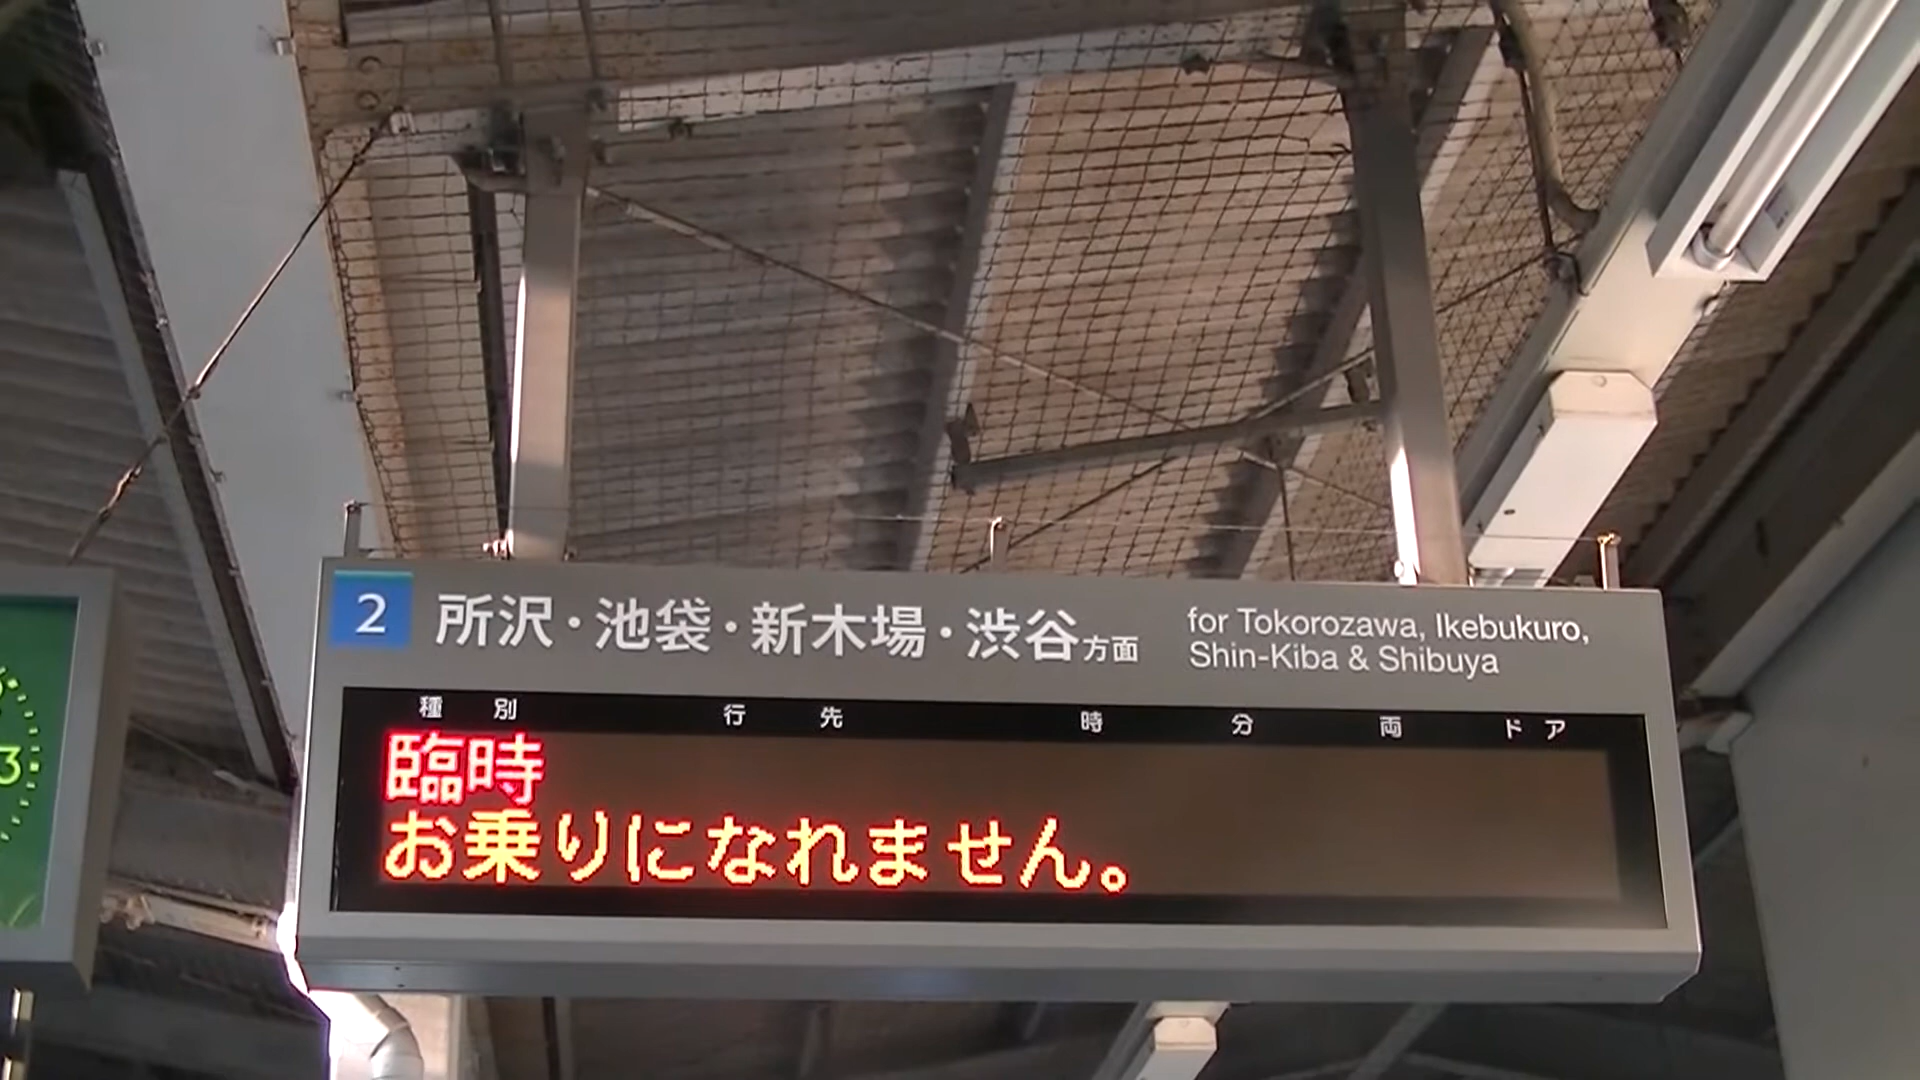 2 所沢・池袋・新木場・渋谷方面
for Tokorozawa, Ikebukuro,
Shin-Kiba & Shibuya
種別 行先 時 分 両 ドア
臨時
お乗りになれません。
3